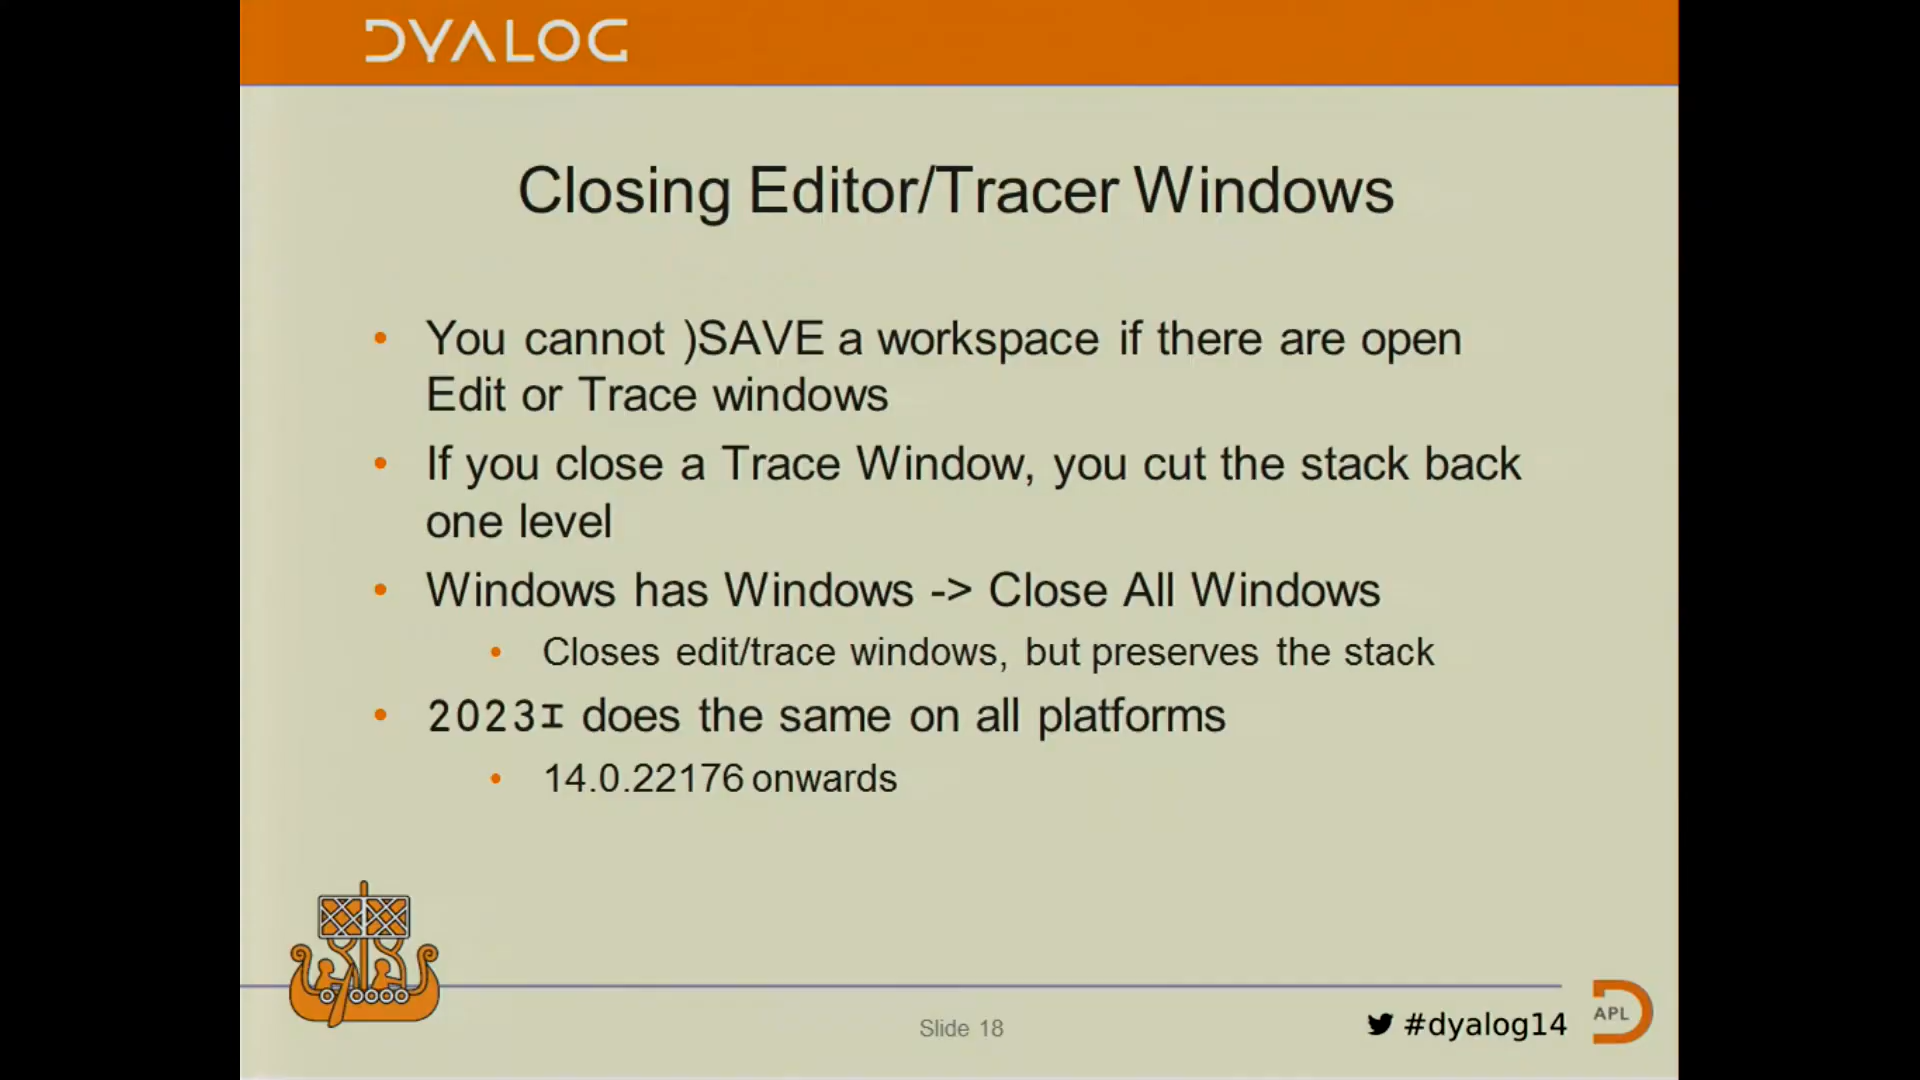 DYALOG
Closing Editor/Tracer Windows
• You cannot )SAVE a workspace if there are open
Edit or Trace windows
• If you close a Trace Window, you cut the stack back
one level
• Windows has Windows -> Close All Windows
• Closes edit/trace windows, but preserves the stack
• 2023⌶ does the same on all platforms
• 14.0.22176 onwards
Slide 18
#dyalog14
APL